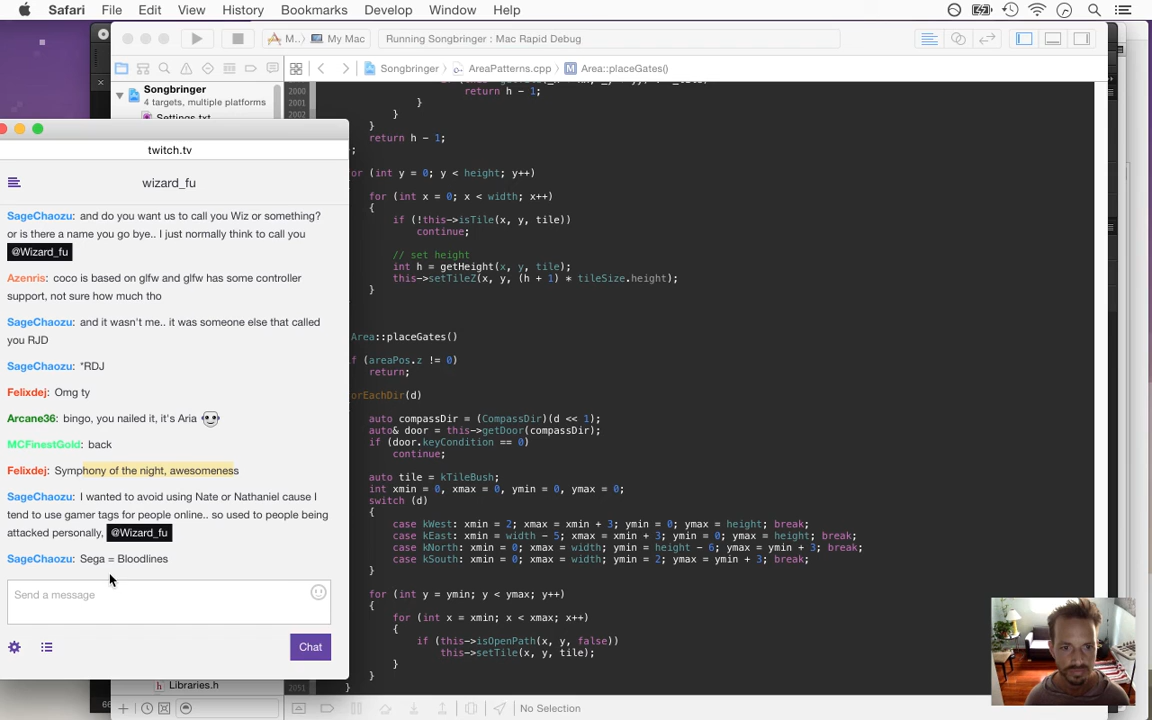 Safari File Edit View History Bookmarks Develop Window Help
M.. My Mac Running Songbringer : Mac Rapid Debug
Songbringer AreaPatterns.cpp Area::placeGates()
Songbringer
4 targets, multiple platforms
Settings.txt
twitch.tv
wizard_fu
SageChaozu: and do you want us to call you Wiz or something?
or is there a name you go bye.. I just normally think to call you
@Wizard_fu
Azenris: coco is based on glfw and glfw has some controller
support, not sure how much tho
SageChaozu: and it wasn't me.. it was someone else that called
you RJD
SageChaozu: *RDJ
Felixdej: Omg ty
Arcane36: bingo, you nailed it, it's Aria
MCFinestGold: back
Felixdej: Symphony of the night, awesomeness
SageChaozu: I wanted to avoid using Nate or Nathaniel cause I
tend to use gamer tags for people online.. so used to people being
attacked personally, @Wizard_fu
SageChaozu: Sega = Bloodlines
Send a message
Chat
Libraries.h
2000
2001
2002
return h - 1;
}
}
}
return h - 1;
;
or (int y = 0; y < height; y++)
for (int x = 0; x < width; x++)
{
if (!this->isTile(x, y, tile))
continue;
// set height
int h = getHeight(x, y, tile);
this->setTileZ(x, y, (h + 1) * tileSize.height);
}
Area::placeGates()
f (areaPos.z != 0)
return;
orEachDir(d)
auto compassDir = (CompassDir)(d << 1);
auto& door = this->getDoor(compassDir);
if (door.keyCondition == 0)
continue;
auto tile = kTileBush;
int xmin = 0, xmax = 0, ymin = 0, ymax = 0;
switch (d)
{
case kWest: xmin = 2; xmax = xmin + 3; ymin = 0; ymax = height; break;
case kEast: xmin = width - 5; xmax = xmin + 3; ymin = 0; ymax = height; break;
case kNorth: xmin = 0; xmax = width; ymin = height - 6; ymax = ymin + 3; break;
case kSouth: xmin = 0; xmax = width; ymin = 2; ymax = ymin + 3; break;
}
for (int y = ymin; y < ymax; y++)
{
for (int x = xmin; x < xmax; x++)
{
if (this->isOpenPath(x, y, false))
this->setTile(x, y, tile);
}
}
2051 }
No Selection